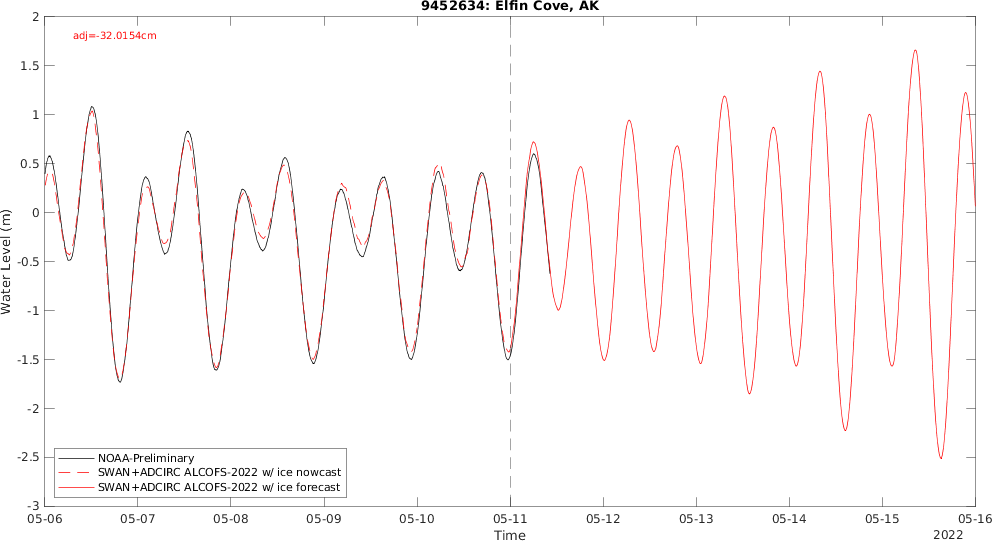 9452634: Elfin Cove, AK
adj=-32.0154cm
2
1.5
1
0.5
0
-0.5
-1
-1.5
-2
-2.5
-3
Water Level (m)
NOAA-Preliminary
SWAN+ADCIRC ALCOFS-2022 w/ ice nowcast
SWAN+ADCIRC ALCOFS-2022 w/ ice forecast
05-06 05-07 05-08 05-09 05-10 05-11 05-12 05-13 05-14 05-15 05-16
Time
2022